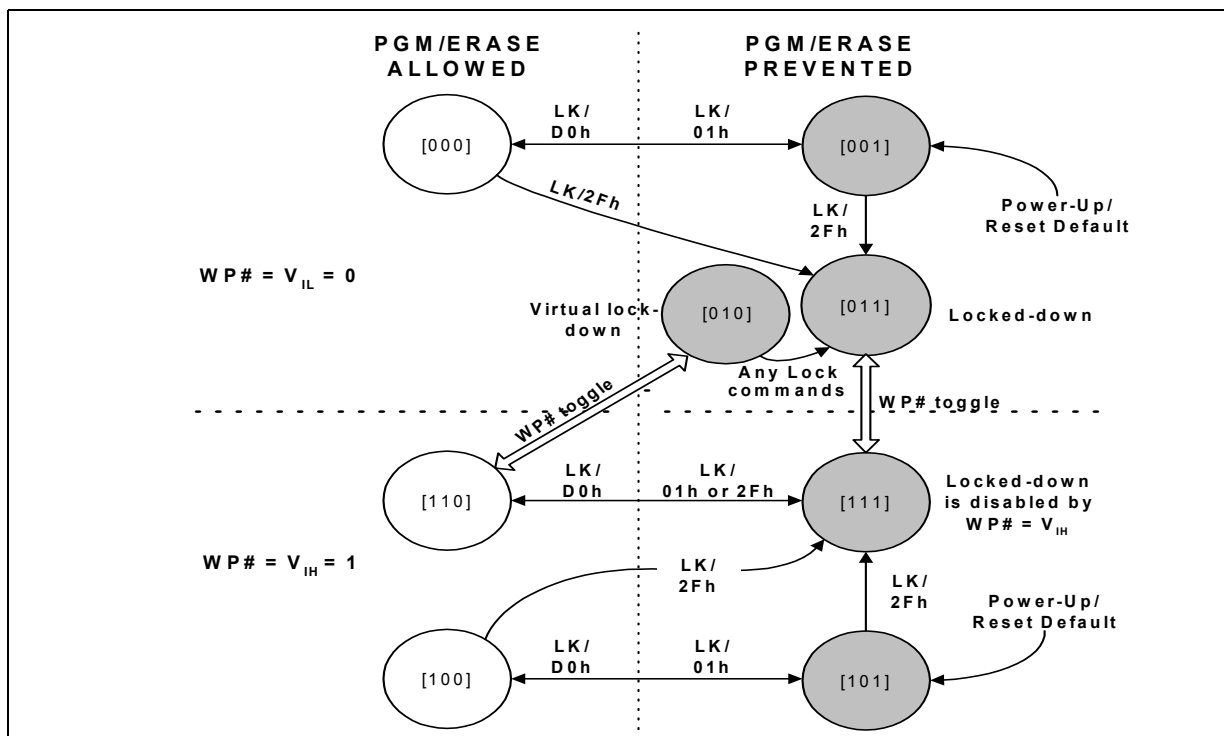 PGM/ERASE
ALLOWED
PGM/ERASE
PREVENTED
LK/
D0h
LK/
01h
[000]
[001]
LK/2Fh
LK/
2Fh
Power-Up/
Reset Default
WP# = VIL = 0
Virtual lock-
down
[010]
[011]
Locked-down
Any Lock
commands
WP# toggle
WP# toggle
LK/
D0h
LK/
01h or 2Fh
[110]
[111]
Locked-down
is disabled by
WP# = VIH
WP# = VIH = 1
LK/
2Fh
LK/
2Fh
Power-Up/
Reset Default
LK/
D0h
LK/
01h
[100]
[101]